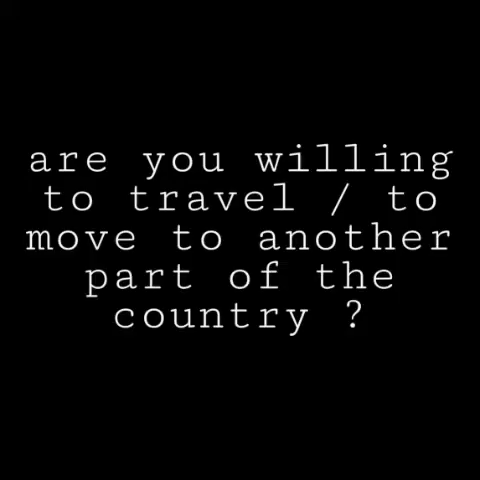 are you willing
to travel / to
move to another
part of the
country ?